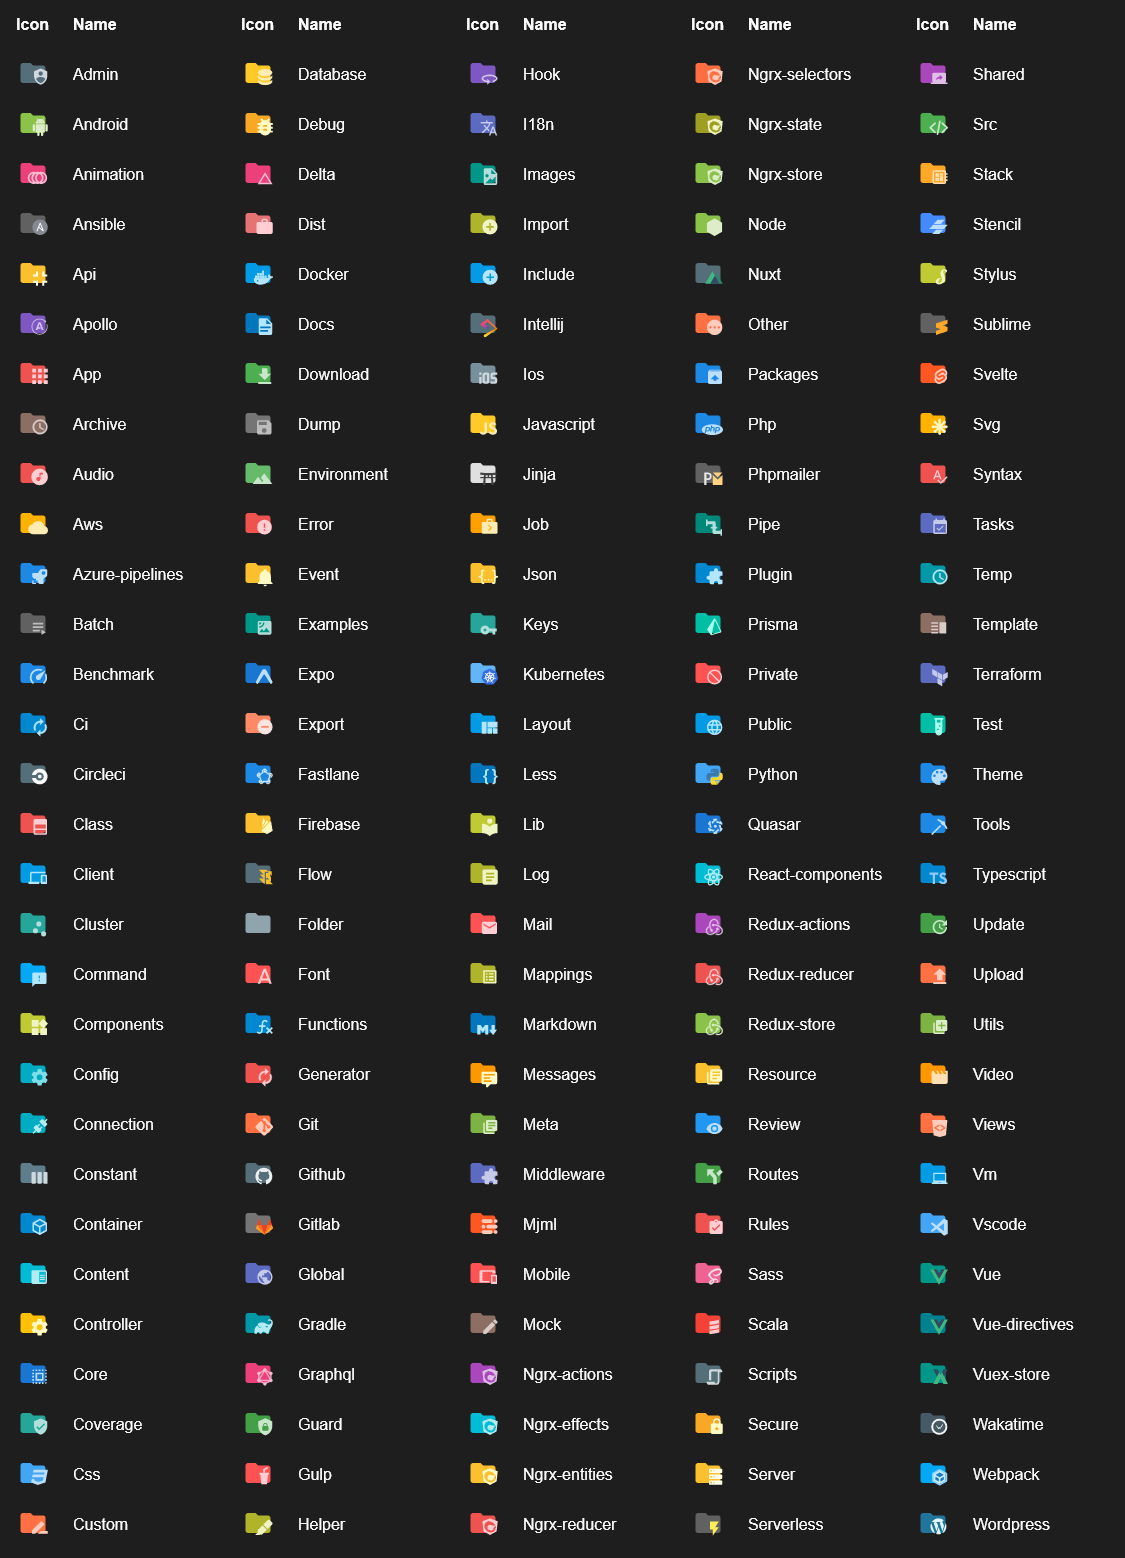 Icon Name Icon Name Icon Name Icon Name Icon Name
Admin Database Hook Ngrx-selectors Shared
Android Debug I18n Ngrx-state Src
Animation Delta Images Ngrx-store Stack
Ansible Dist Import Node Stencil
Api Docker Include Nuxt Stylus
Apollo Docs Intellij Other Sublime
App Download Ios Packages Svelte
Archive Dump Javascript Php Svg
Audio Environment Jinja Phpmailer Syntax
Aws Error Job Pipe Tasks
Azure-pipelines Event Json Plugin Temp
Batch Examples Keys Prisma Template
Benchmark Expo Kubernetes Private Terraform
Ci Export Layout Public Test
Circleci Fastlane Less Python Theme
Class Firebase Lib Quasar Tools
Client Flow Log React-components Typescript
Cluster Folder Mail Redux-actions Update
Command Font Mappings Redux-reducer Upload
Components Functions Markdown Redux-store Utils
Config Generator Messages Resource Video
Connection Git Meta Review Views
Constant Github Middleware Routes Vm
Container Gitlab Mjml Rules Vscode
Content Global Mobile Sass Vue
Controller Gradle Mock Scala Vue-directives
Core Graphql Ngrx-actions Scripts Vuex-store
Coverage Guard Ngrx-effects Secure Wakatime
Css Gulp Ngrx-entities Server Webpack
Custom Helper Ngrx-reducer Serverless Wordpress